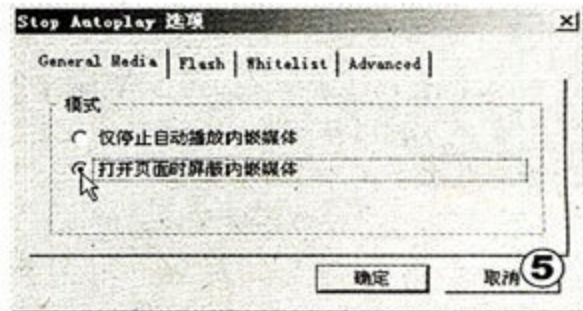 Stop Autoplay 选项
General Media | Flash | Whitelist | Advanced |
模式
仅停止自动播放内嵌媒体
打开页面时屏蔽内嵌媒体
确定
取消
⑤